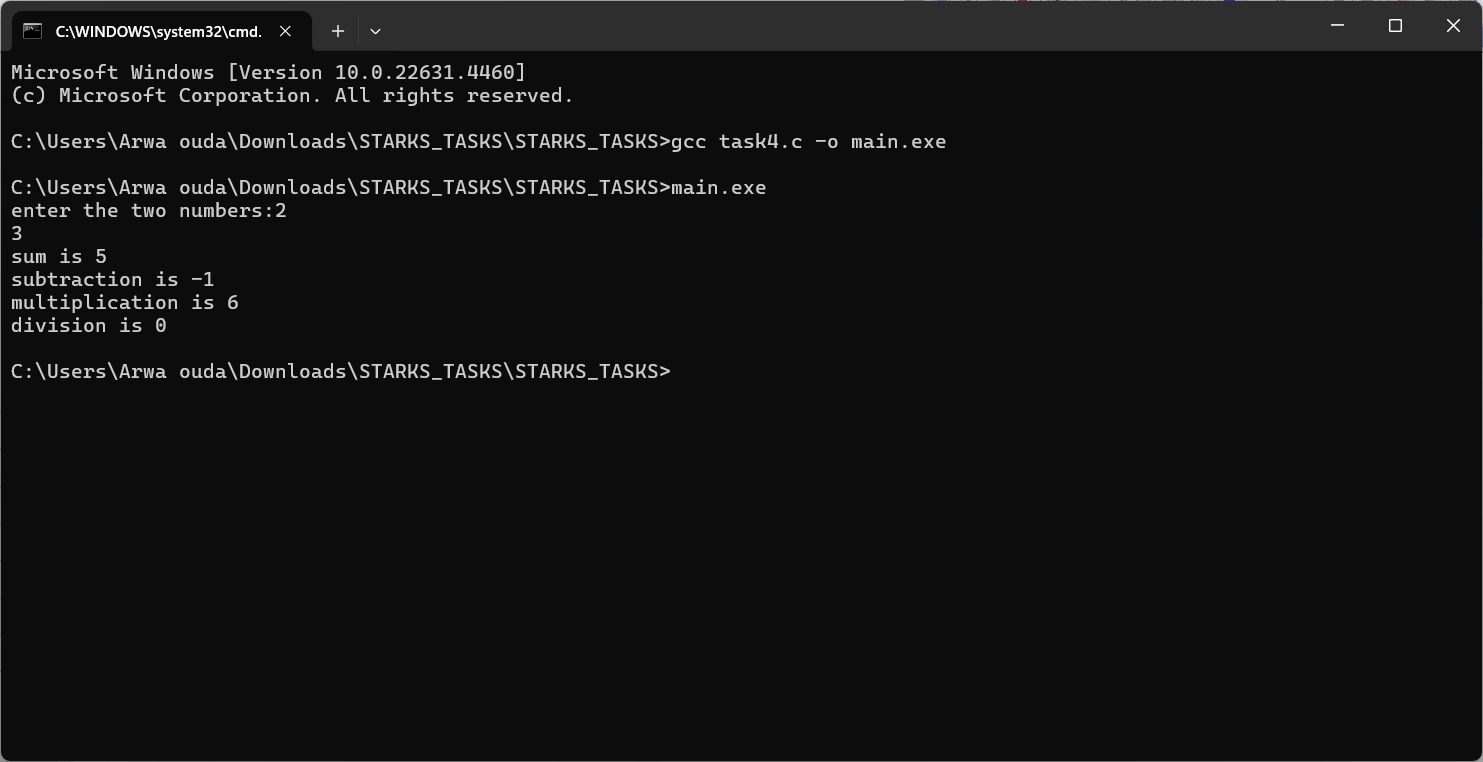 C:\WINDOWS\system32\cmd.
Microsoft Windows [Version 10.0.22631.4460]
(c) Microsoft Corporation. All rights reserved.
C:\Users\Arwa ouda\Downloads\STARKS_TASKS\STARKS_TASKS>gcc task4.c -o main.exe
C:\Users\Arwa ouda\Downloads\STARKS_TASKS\STARKS_TASKS>main.exe
enter the two numbers:2
3
sum is 5
subtraction is -1
multiplication is 6
division is 0
C:\Users\Arwa ouda\Downloads\STARKS_TASKS\STARKS_TASKS>